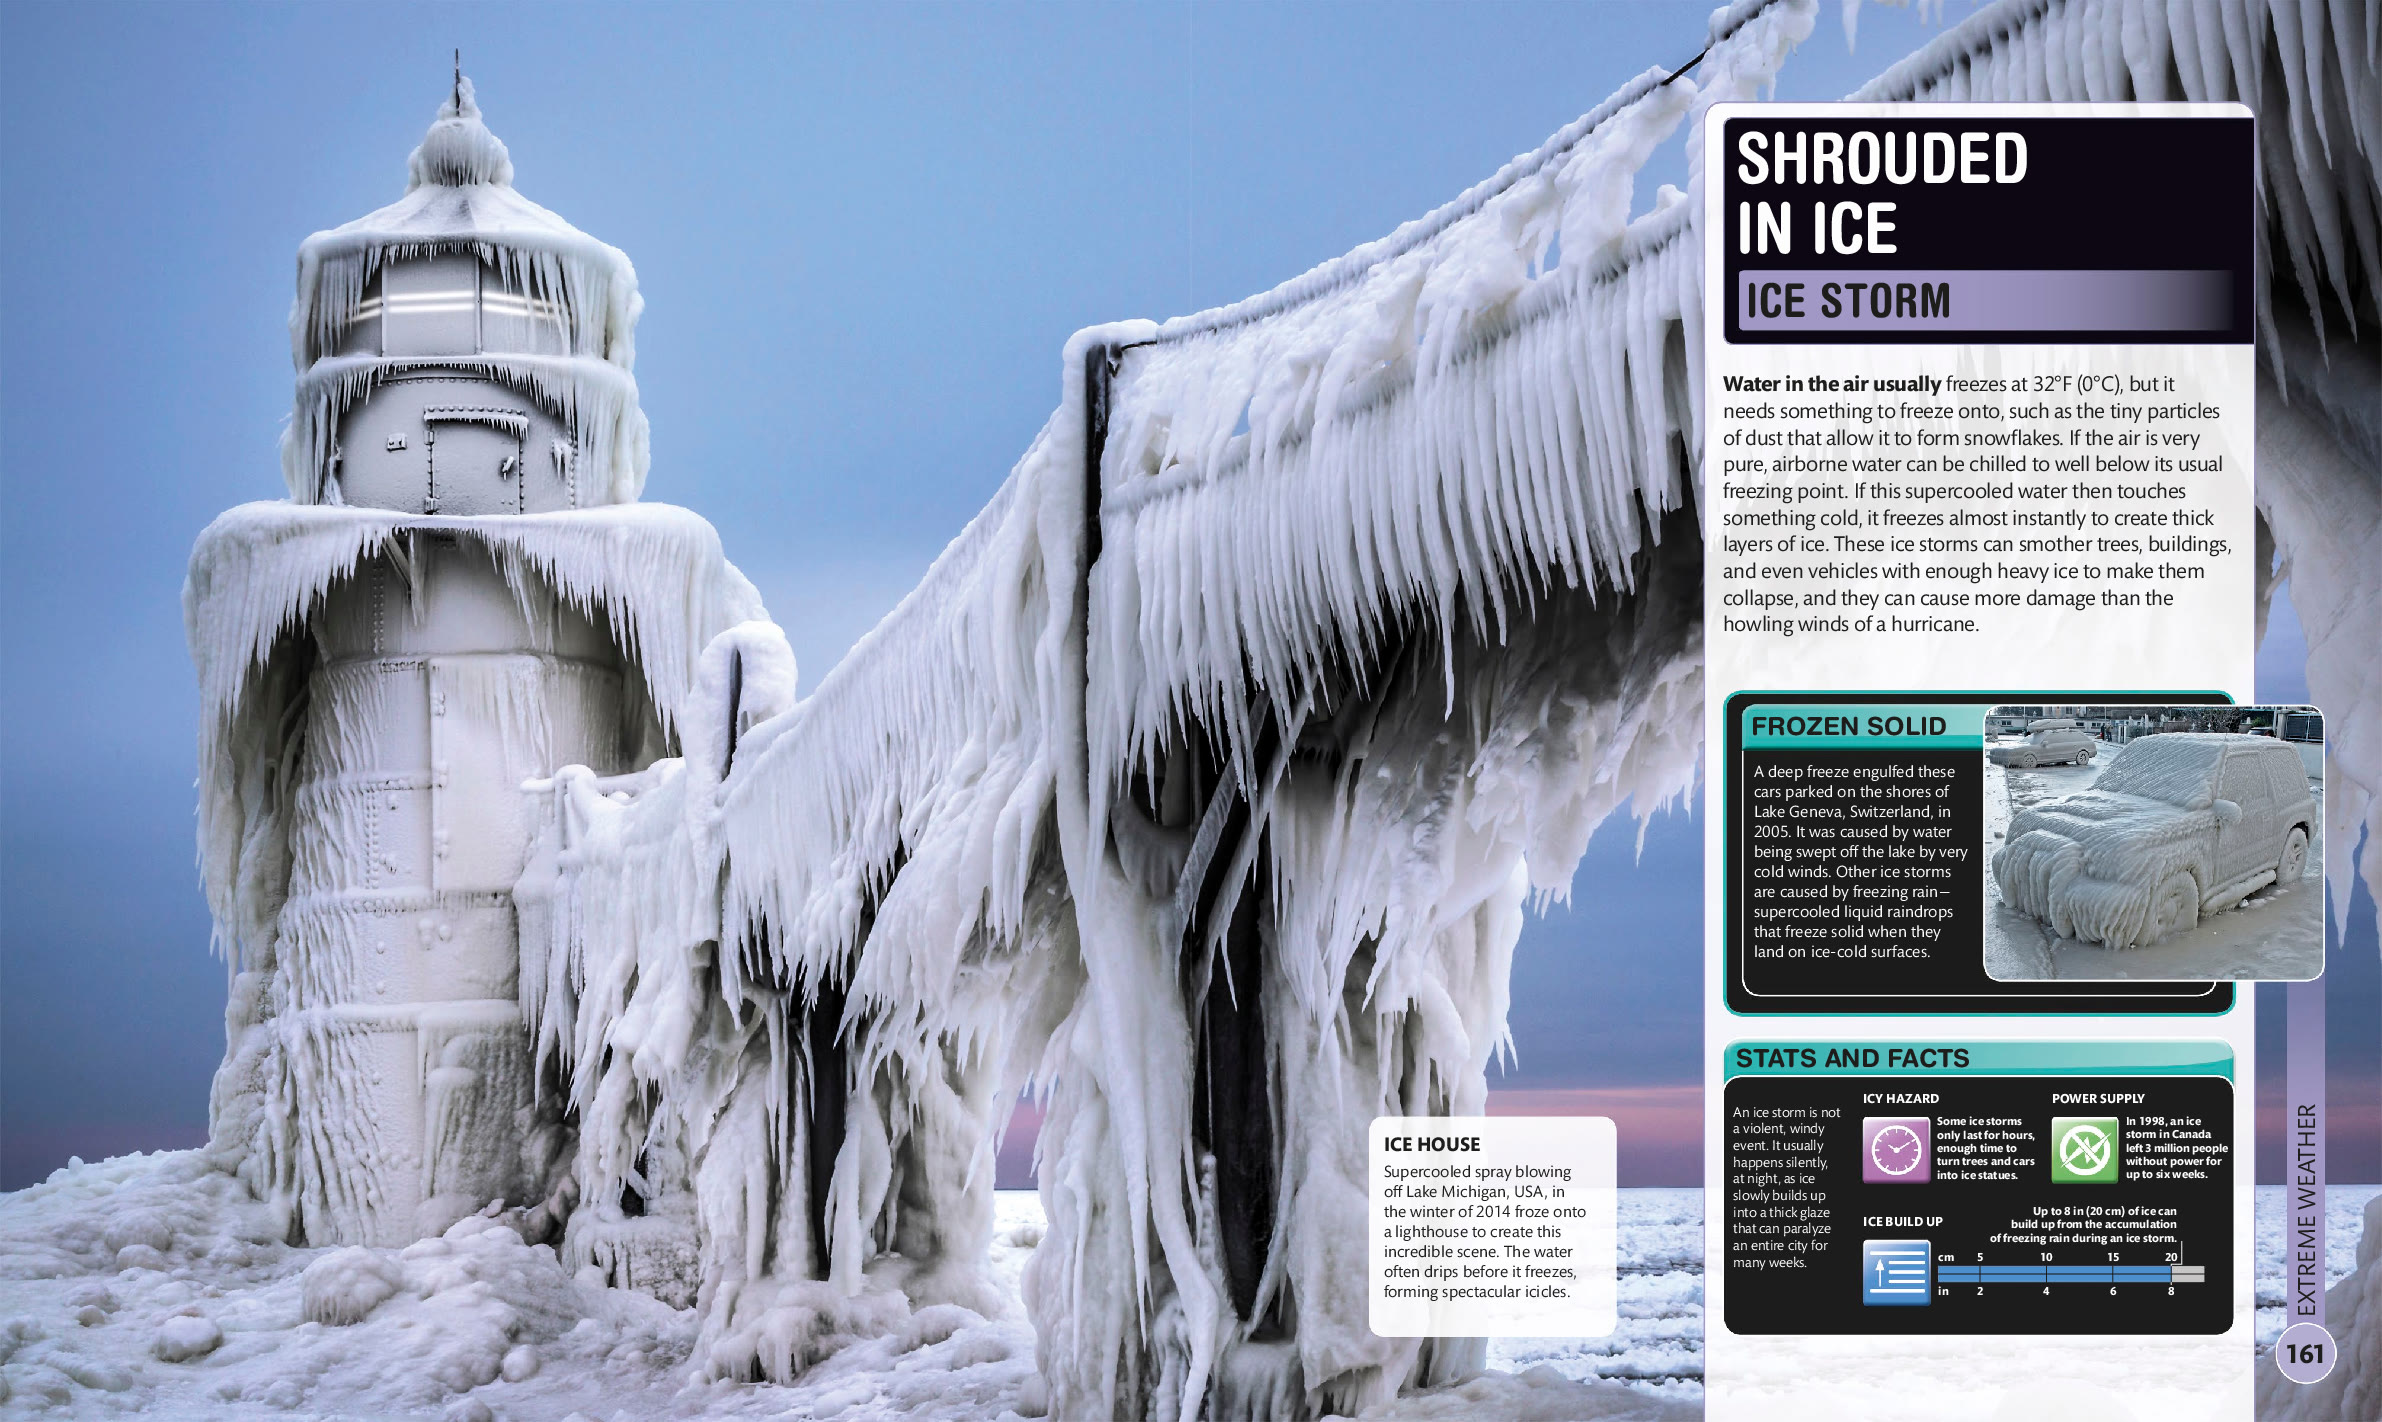 SHROUDED
IN ICE
ICE STORM
Water in the air usually freezes at 32°F (0°C), but it
needs something to freeze onto, such as the tiny particles
of dust that allow it to form snowflakes. If the air is very
pure, airborne water can be chilled to well below its usual
freezing point. If this supercooled water then touches
something cold, it freezes almost instantly to create thick
layers of ice. These ice storms can smother trees, buildings,
and even vehicles with enough heavy ice to make them
collapse, and they can cause more damage than the
howling winds of a hurricane.
FROZEN SOLID
A deep freeze engulfed these
cars parked on the shores of
Lake Geneva, Switzerland, in
2005. It was caused by water
being swept off the lake by very
cold winds. Other ice storms
are caused by freezing rain—
supercooled liquid raindrops
that freeze solid when they
land on ice-cold surfaces.
ICE HOUSE
Supercooled spray blowing
off Lake Michigan, USA, in
the winter of 2014 froze onto
a lighthouse to create this
incredible scene. The water
often drips before it freezes,
forming spectacular icicles.
STATS AND FACTS
An ice storm is not
a violent, windy
event. It usually
happens silently,
at night, as ice
slowly builds up
into a thick glaze
that can paralyze
an entire city for
many weeks.
ICY HAZARD
Some ice storms
only last for hours,
enough time to
turn trees and cars
into ice statues.
POWER SUPPLY
In 1998, an ice
storm in Canada
left 3 million people
without power for
up to six weeks.
ICE BUILD UP
Up to 8 in (20 cm) of ice can
build up from the accumulation
of freezing rain during an ice storm.
cm 5 10 15 20
in 2 4 6 8
EXTREME WEATHER
161